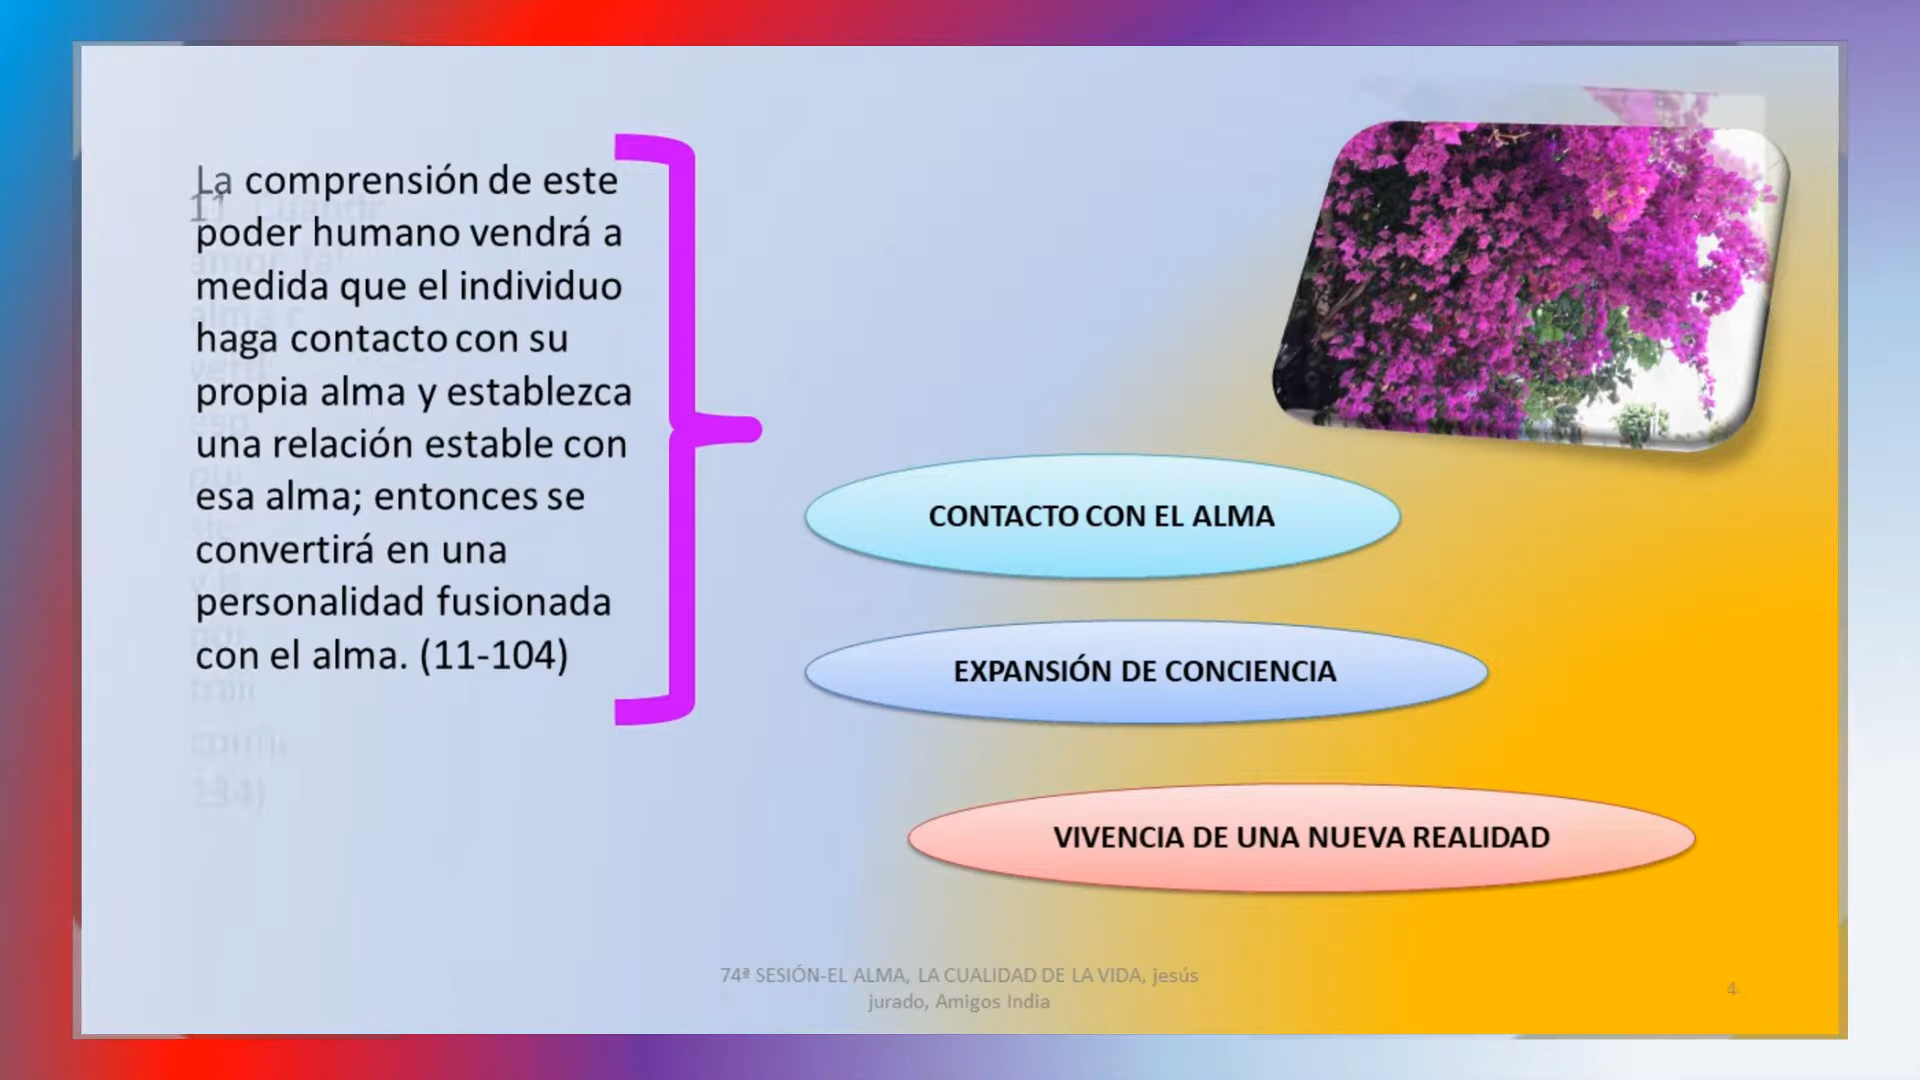 La comprensión de este
poder humano vendrá a
medida que el individuo
haga contacto con su
propia alma y establezca
una relación estable con
esa alma; entonces se
convertirá en una
personalidad fusionada
con el alma. (11-104)
CONTACTO CON EL ALMA
EXPANSIÓN DE CONCIENCIA
VIVENCIA DE UNA NUEVA REALIDAD
74ª SESIÓN-EL ALMA, LA CUALIDAD DE LA VIDA, jesús
jurado, Amigos India
4